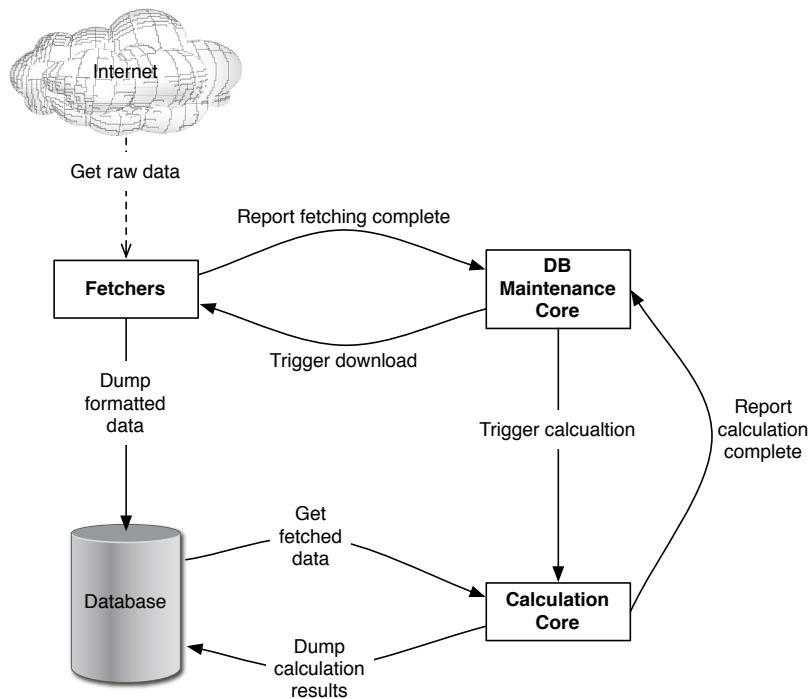 Internet
Get raw data
Report fetching complete
Fetchers
DB
Maintenance
Core
Trigger download
Dump
formatted
data
Trigger calcualtion
Report
calculation
complete
Get
fetched
data
Database
Calculation
Core
Dump
calculation
results